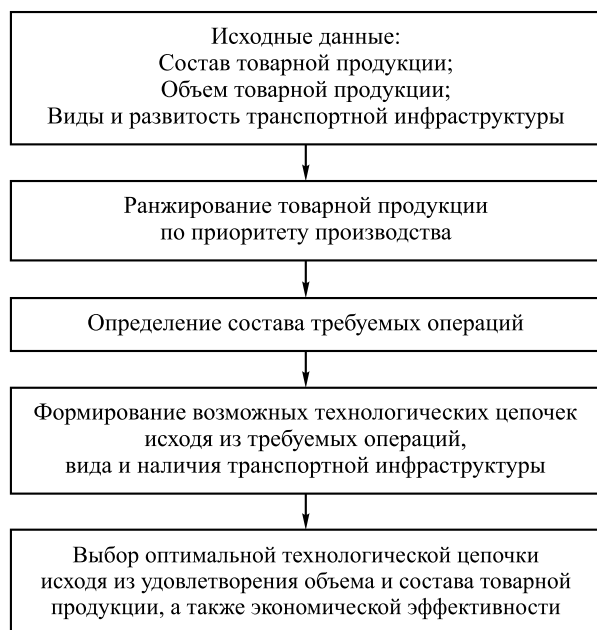 Исходные данные:
Состав товарной продукции;
Объем товарной продукции;
Виды и развитость транспортной инфраструктуры
Ранжирование товарной продукции
по приоритету производства
Определение состава требуемых операций
Формирование возможных технологических цепочек
исходя из требуемых операций,
вида и наличия транспортной инфраструктуры
Выбор оптимальной технологической цепочки
исходя из удовлетворения объема и состава товарной
продукции, а также экономической эффективности